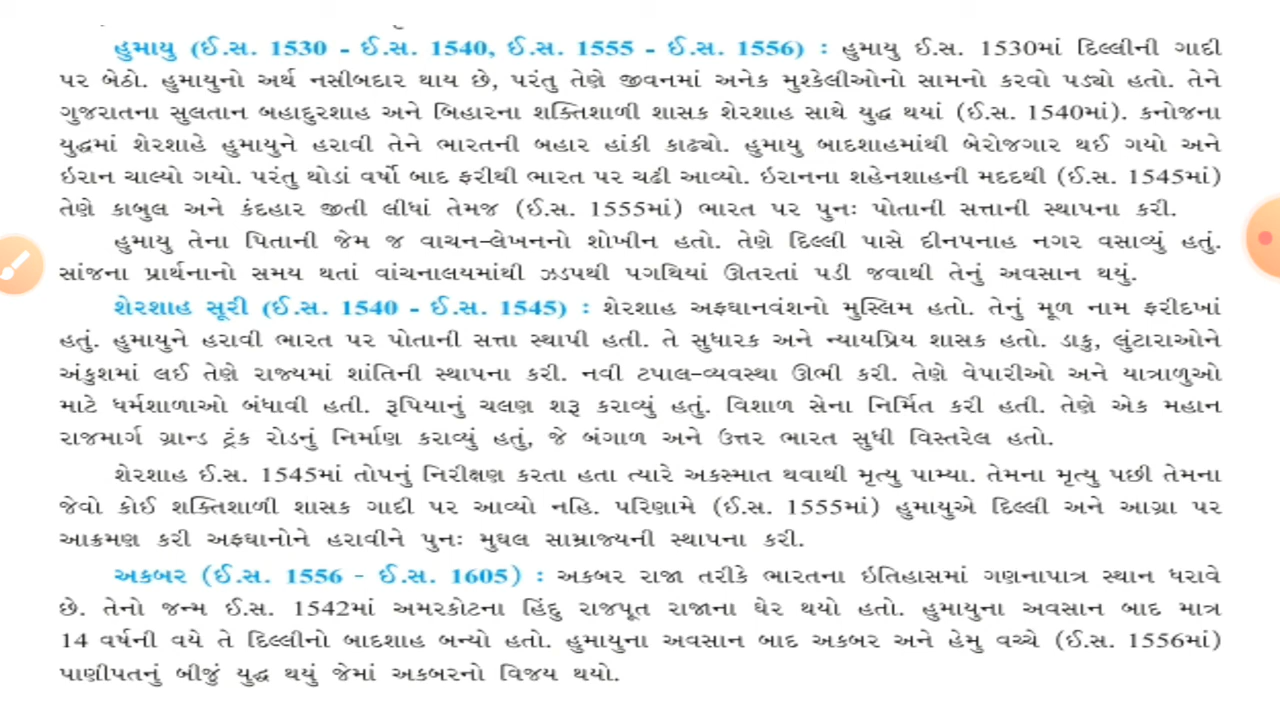 હુમાયુ (ઈ.સ. 1530 - ઈ.સ. 1540, ઈ.સ. 1555 - ઈ.સ. 1556) : હુમાયુ ઈ.સ. 1530માં દિલ્લીની ગાદી
પર બેઠો. હુમાયુનો અર્થ નસીબદાર થાય છે, પરંતુ તેણે જીવનમાં અનેક મુશ્કેલીઓનો સામનો કરવો પડ્યો હતો. તેને
ગુજરાતના સુલતાન બહાદુરશાહ અને બિહારના શક્તિશાળી શાસક શેરશાહ સાથે યુદ્ધ થયાં (ઈ.સ. 1540માં). કનોજના
યુદ્ધમાં શેરશાહે હુમાયુને હરાવી તેને ભારતની બહાર હાંકી કાઢ્યો. હુમાયુ બાદશાહમાંથી બેરોજગાર થઈ ગયો અને
ઇરાન ચાલ્યો ગયો. પરંતુ થોડાં વર્ષો બાદ ફરીથી ભારત પર ચઢી આવ્યો. ઇરાનના શહેનશાહની મદદથી (ઈ.સ. 1545માં)
તેણે કાબુલ અને કંદહાર જીતી લીધાં તેમજ (ઈ.સ. 1555માં) ભારત પર પુનઃ પોતાની સત્તાની સ્થાપના કરી.
હુમાયુ તેના પિતાની જેમ જ વાચન-લેખનનો શોખીન હતો. તેણે દિલ્લી પાસે દીનપનાહ નગર વસાવ્યું હતું.
સાંજના પ્રાર્થનાનો સમય થતાં વાંચનાલયમાંથી ઝડપથી પગથિયાં ઊતરતાં પડી જવાથી તેનું અવસાન થયું.
શેરશાહ સૂરી (ઈ.સ. 1540 - ઈ.સ. 1545) : શેરશાહ અફઘાનવંશનો મુસ્લિમ હતો. તેનું મૂળ નામ ફરીદખાં
હતું. હુમાયુને હરાવી ભારત પર પોતાની સત્તા સ્થાપી હતી. તે સુધારક અને ન્યાયપ્રિય શાસક હતો. ડાકુ, લુંટારાઓને
અંકુશમાં લઈ તેણે રાજ્યમાં શાંતિની સ્થાપના કરી. નવી ટપાલ-વ્યવસ્થા ઊભી કરી. તેણે વેપારીઓ અને યાત્રાળુઓ
માટે ધર્મશાળાઓ બંધાવી હતી. રૂપિયાનું ચલણ શરૂ કરાવ્યું હતું. વિશાળ સેના નિર્મિત કરી હતી. તેણે એક મહાન
રાજમાર્ગ ગ્રાન્ડ ટ્રંક રોડનું નિર્માણ કરાવ્યું હતું, જે બંગાળ અને ઉત્તર ભારત સુધી વિસ્તરેલ હતો.
શેરશાહ ઈ.સ. 1545માં તોપનું નિરીક્ષણ કરતા હતા ત્યારે અકસ્માત થવાથી મૃત્યુ પામ્યા. તેમના મૃત્યુ પછી તેમના
જેવો કોઈ શક્તિશાળી શાસક ગાદી પર આવ્યો નહિ. પરિણામે (ઈ.સ. 1555માં) હુમાયુએ દિલ્લી અને આગ્રા પર
આક્રમણ કરી અફઘાનોને હરાવીને પુનઃ મુઘલ સામ્રાજ્યની સ્થાપના કરી.
અકબર (ઈ.સ. 1556 - ઈ.સ. 1605) : અકબર રાજા તરીકે ભારતના ઇતિહાસમાં ગણનાપાત્ર સ્થાન ધરાવે
છે. તેનો જન્મ ઈ.સ. 1542માં અમરકોટના હિંદુ રાજપૂત રાજાના ઘેર થયો હતો. હુમાયુના અવસાન બાદ માત્ર
14 વર્ષની વયે તે દિલ્લીનો બાદશાહ બન્યો હતો. હુમાયુના અવસાન બાદ અકબર અને હેમુ વચ્ચે (ઈ.સ. 1556માં)
પાણીપતનું બીજું યુદ્ધ થયું જેમાં અકબરનો વિજય થયો.